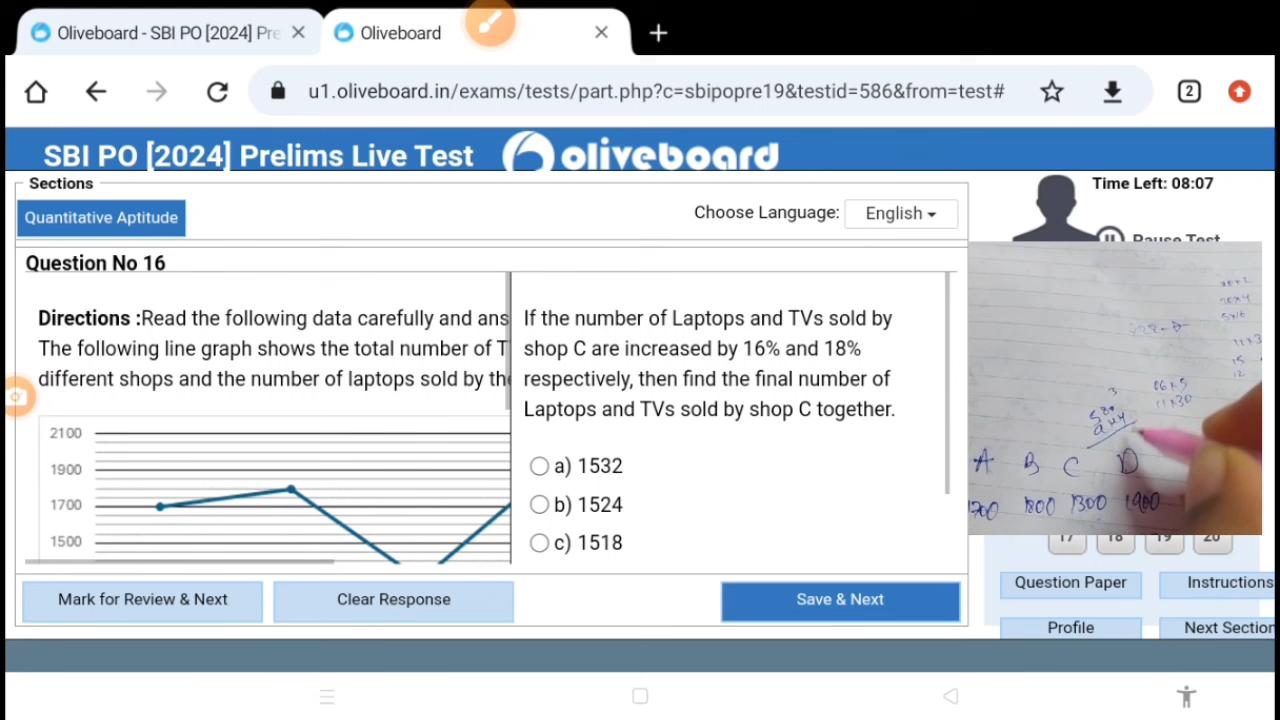 Oliveboard - SBI PO [2024] Pre
Oliveboard
u1.oliveboard.in/exams/tests/part.php?c=sbipopre19&testid=586&from=test#
2
SBI PO [2024] Prelims Live Test
oliveboard
Sections
Time Left: 08:07
Quantitative Aptitude
Choose Language:
English
Pause Test
Question No 16
Directions :Read the following data carefully and ans
The following line graph shows the total number of T
different shops and the number of laptops sold by the
2100
1900
1700
1500
If the number of Laptops and TVs sold by
shop C are increased by 16% and 18%
respectively, then find the final number of
Laptops and TVs sold by shop C together.
a) 1532
b) 1524
c) 1518
A B C D
1800 1300 1900
17 18 19 20
Mark for Review & Next
Clear Response
Save & Next
Question Paper
Instructions
Profile
Next Section